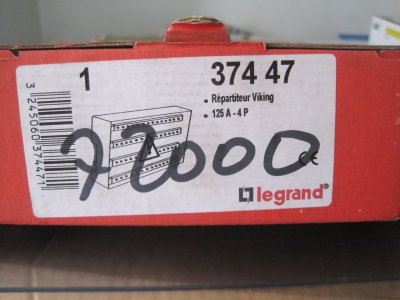 1
374 47
• Répartiteur Viking
• 125 A - 4 P
3 245060 374471
72000
CE
legrand®